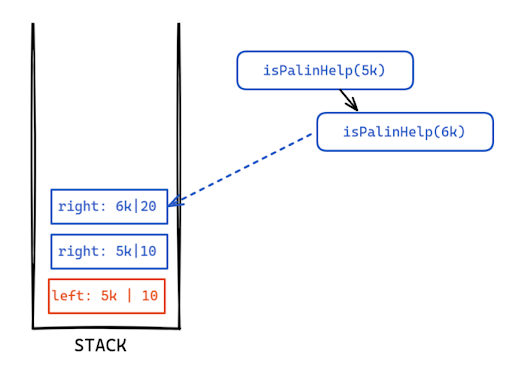 isPalinHelp(5k)
isPalinHelp(6k)
right: 6k|20
right: 5k|10
left: 5k | 10
STACK